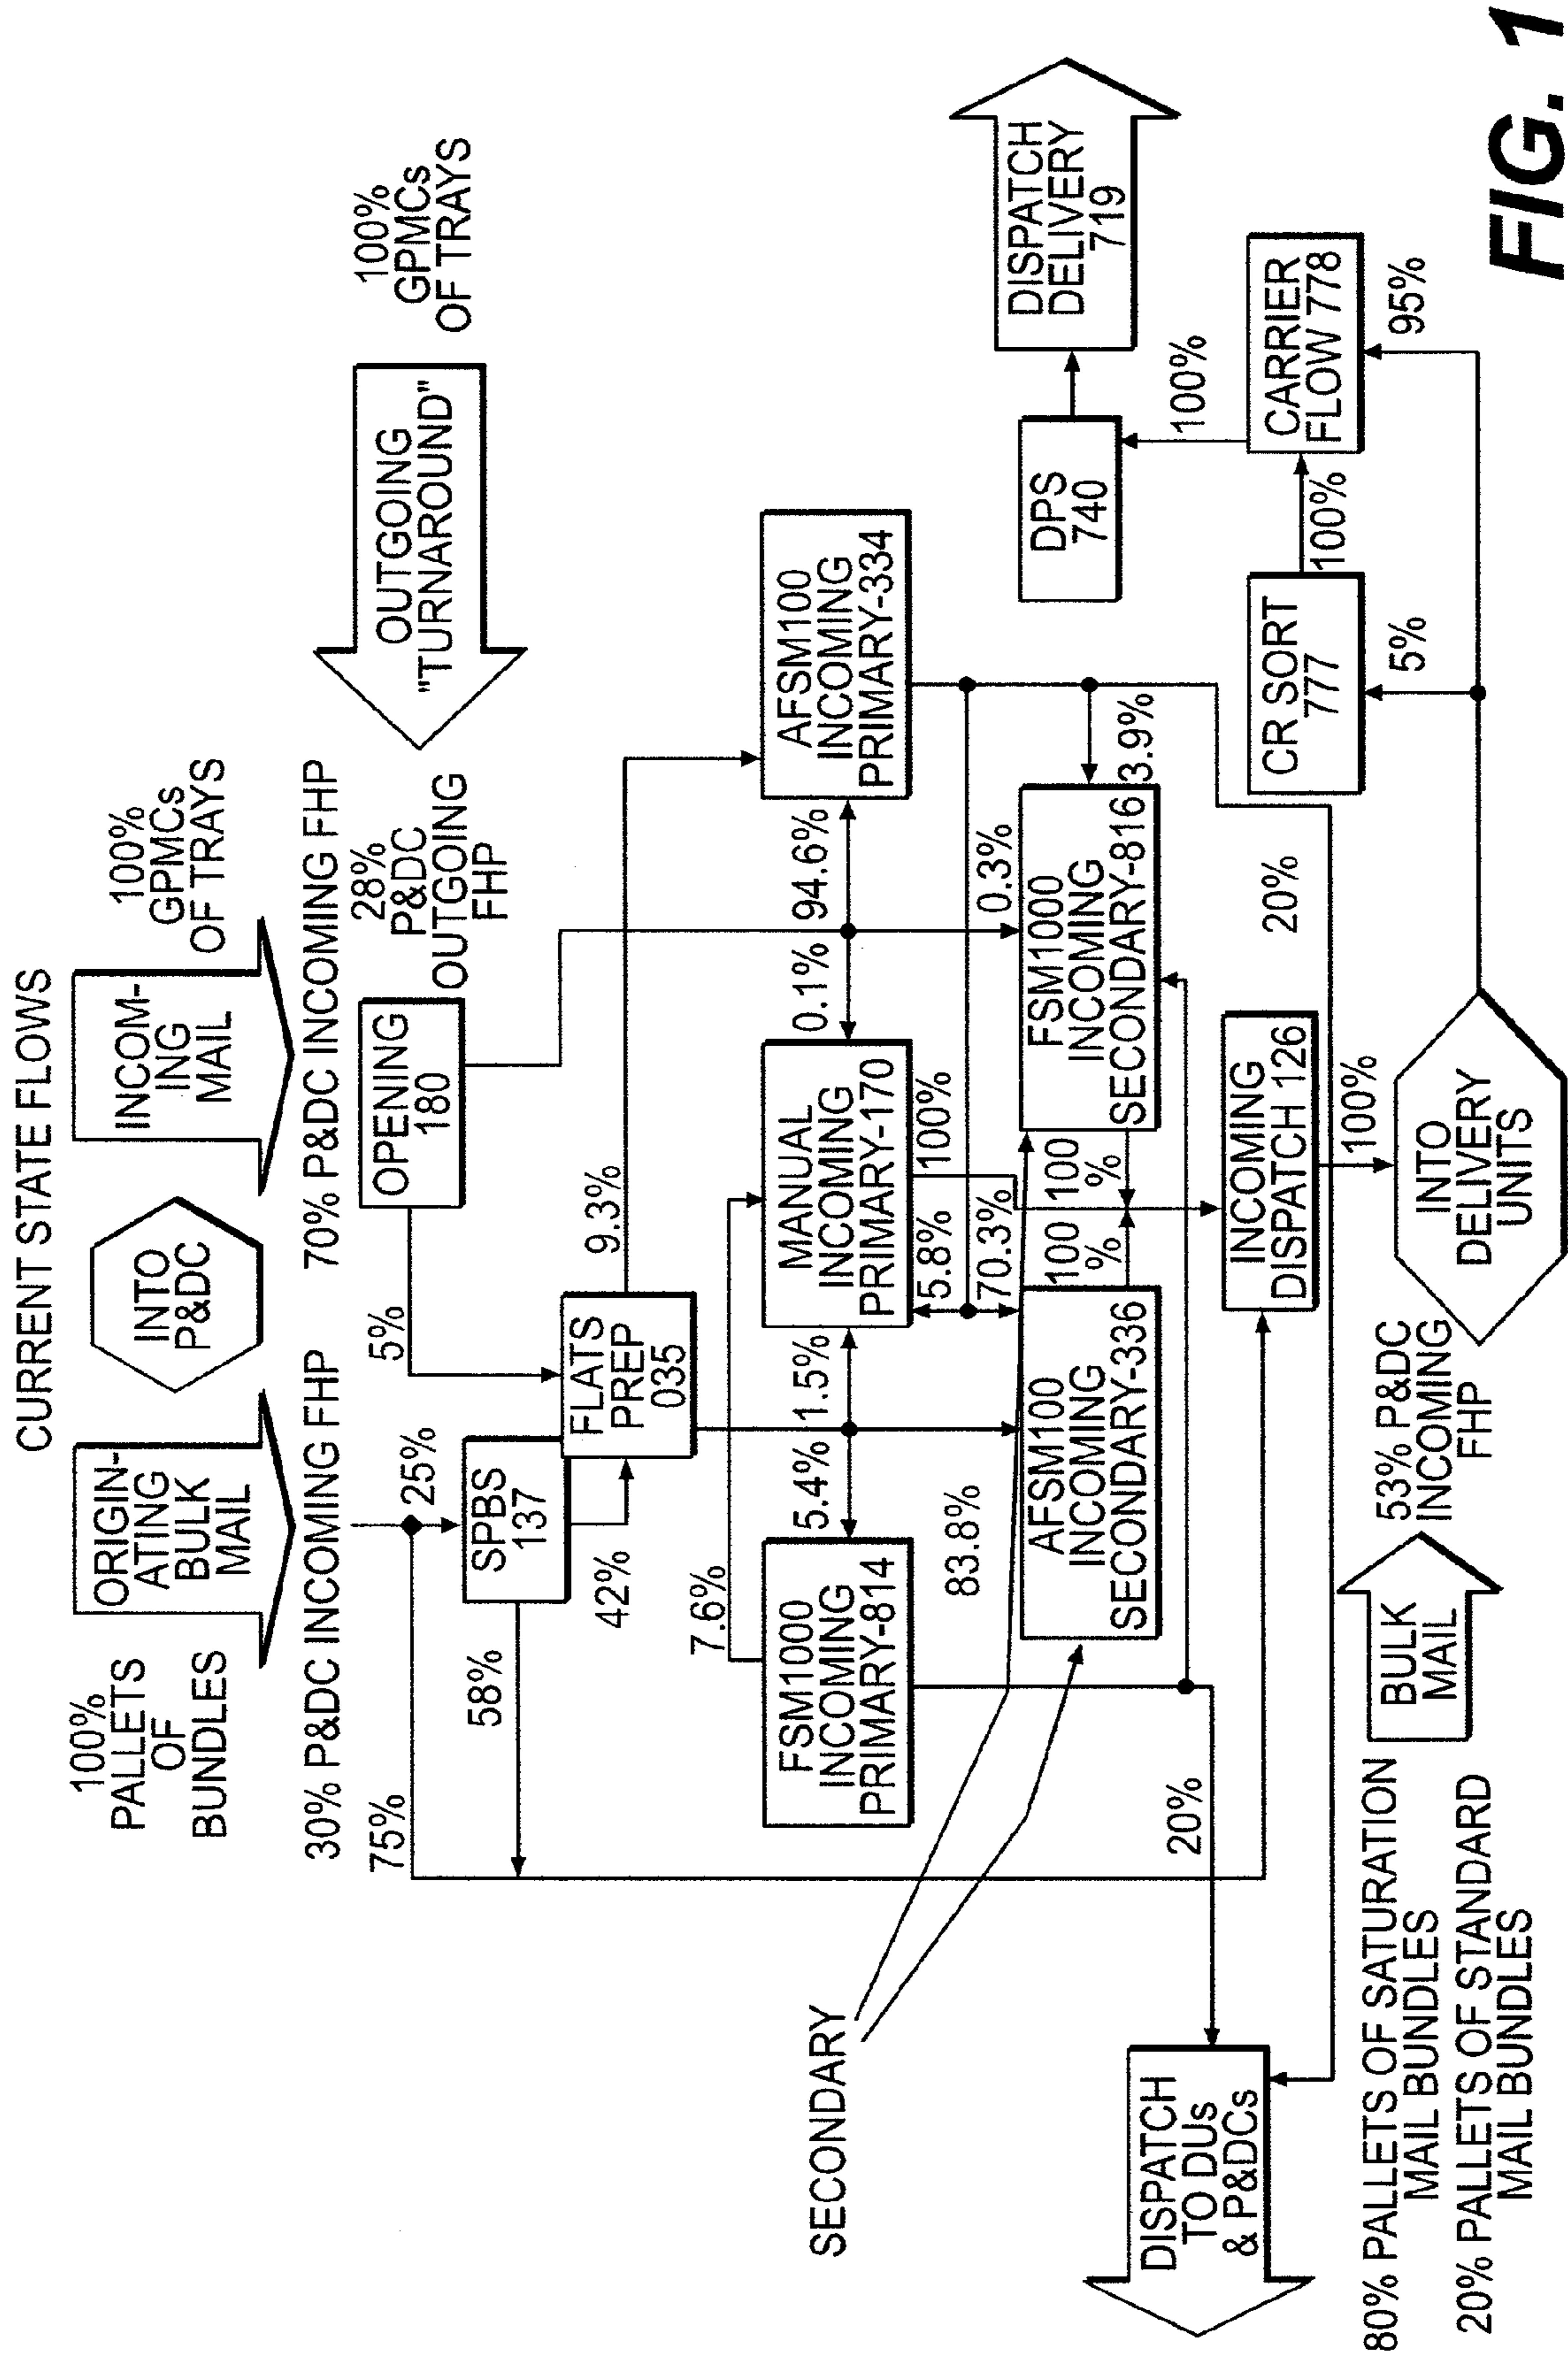 CURRENT STATE FLOWS
100%
PALLETS
OF
BUNDLES
ORIGIN-
ATING
BULK
MAIL
INTO
P&DC
INCOM-
ING
MAIL
100%
GPMCs
OF TRAYS
30% P&DC INCOMING FHP
70% P&DC INCOMING FHP
28%
P&DC
OUTGOING
FHP
OUTGOING
"TURNAROUND"
100%
GPMCs
OF TRAYS
75%
25%
5%
OPENING
180
SPBS
137
58%
42%
FLATS
PREP
035
9.3%
7.6%
FSM1000
INCOMING
PRIMARY-814
5.4%
1.5%
MANUAL
INCOMING
PRIMARY-170
0.1%
94.6%
AFSM100
INCOMING
PRIMARY-334
SECONDARY
83.8%
5.8%
100%
70.3%
0.3%
AFSM100
INCOMING
SECONDARY-336
100
%
100
%
FSM1000
INCOMING
SECONDARY-816
3.9%
DPS
740
DISPATCH
DELIVERY
719
100%
DISPATCH
TO DUs
& P&DCs
20%
INCOMING
DISPATCH 126
20%
CR SORT
777
100%
CARRIER
FLOW 778
100%
5%
95%
80% PALLETS OF SATURATION
MAIL BUNDLES
20% PALLETS OF STANDARD
MAIL BUNDLES
BULK
MAIL
53% P&DC
INCOMING
FHP
INTO
DELIVERY
UNITS
FIG. 1